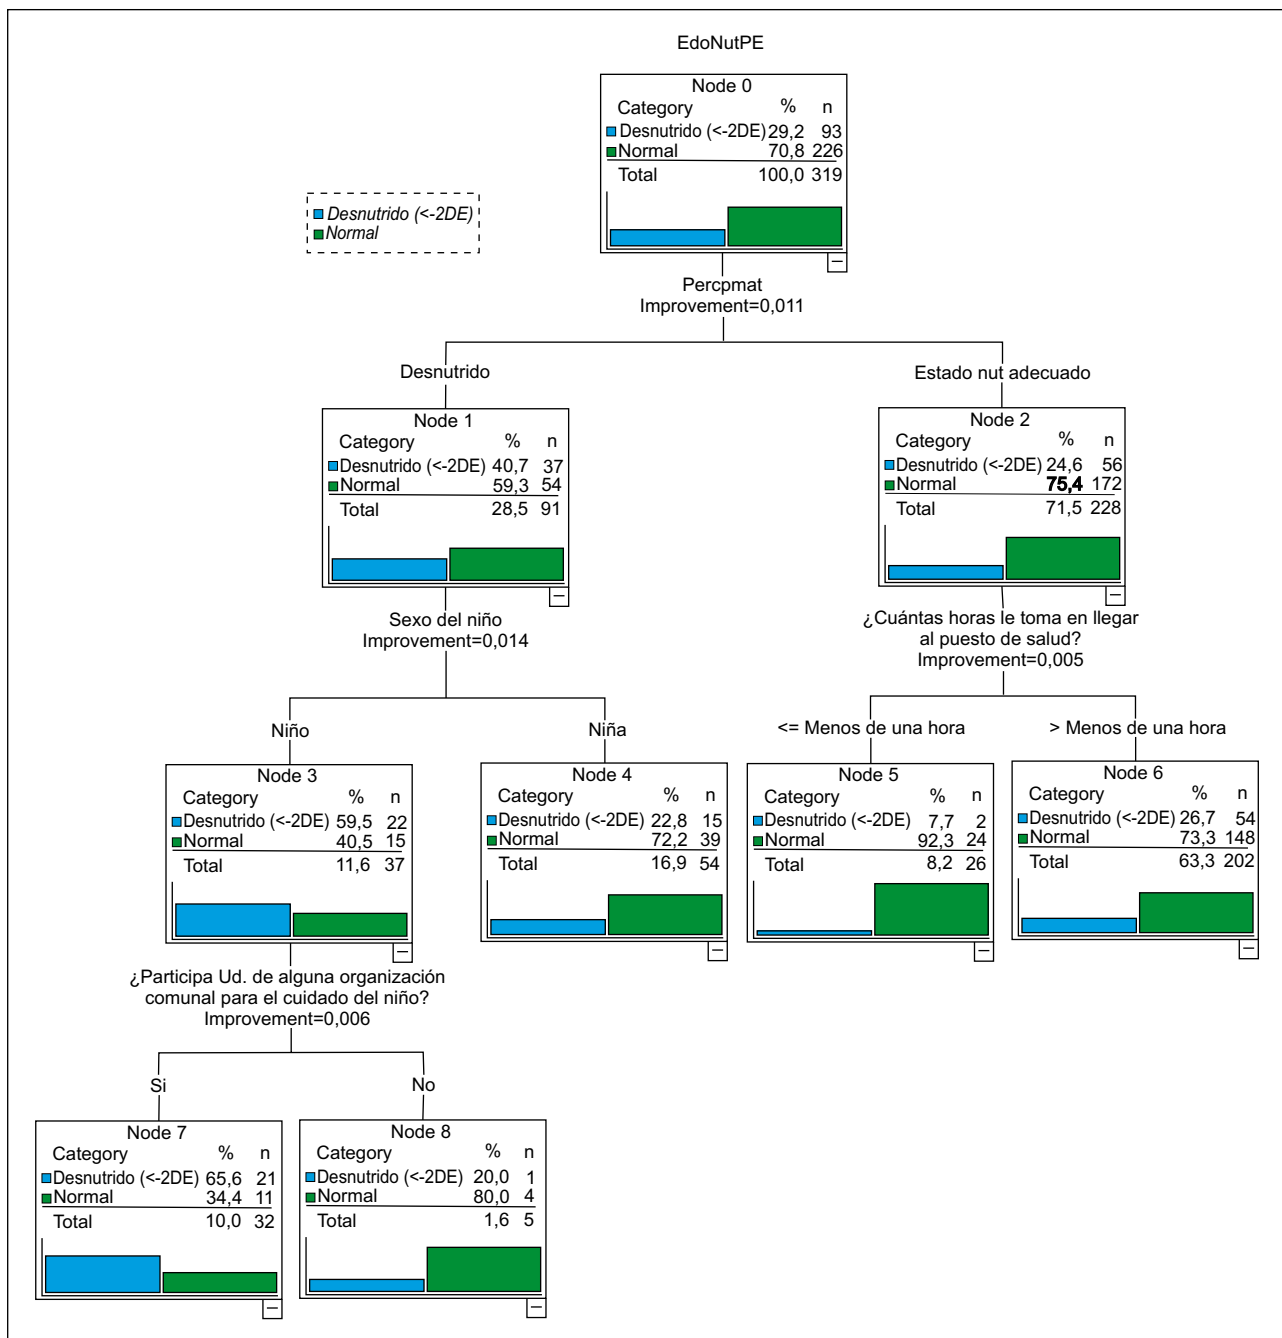 EdoNutPE
Node 0
Category % n
Desnutrido (<-2DE) 29,2 93
Normal 70,8 226
Total 100,0 319
Desnutrido (<-2DE)
Normal
Percpmat
Improvement=0,011
Desnutrido
Estado nut adecuado
Node 1
Category % n
Desnutrido (<-2DE) 40,7 37
Normal 59,3 54
Total 28,5 91
Node 2
Category % n
Desnutrido (<-2DE) 24,6 56
Normal 75,4 172
Total 71,5 228
Sexo del niño
Improvement=0,014
¿Cuántas horas le toma en llegar
al puesto de salud?
Improvement=0,005
Niño
Niña
<= Menos de una hora
> Menos de una hora
Node 3
Category % n
Desnutrido (<-2DE) 59,5 22
Normal 40,5 15
Total 11,6 37
Node 4
Category % n
Desnutrido (<-2DE) 22,8 15
Normal 72,2 39
Total 16,9 54
Node 5
Category % n
Desnutrido (<-2DE) 7,7 2
Normal 92,3 24
Total 8,2 26
Node 6
Category % n
Desnutrido (<-2DE) 26,7 54
Normal 73,3 148
Total 63,3 202
¿Participa Ud. de alguna organización
comunal para el cuidado del niño?
Improvement=0,006
Si
No
Node 7
Category % n
Desnutrido (<-2DE) 65,6 21
Normal 34,4 11
Total 10,0 32
Node 8
Category % n
Desnutrido (<-2DE) 20,0 1
Normal 80,0 4
Total 1,6 5